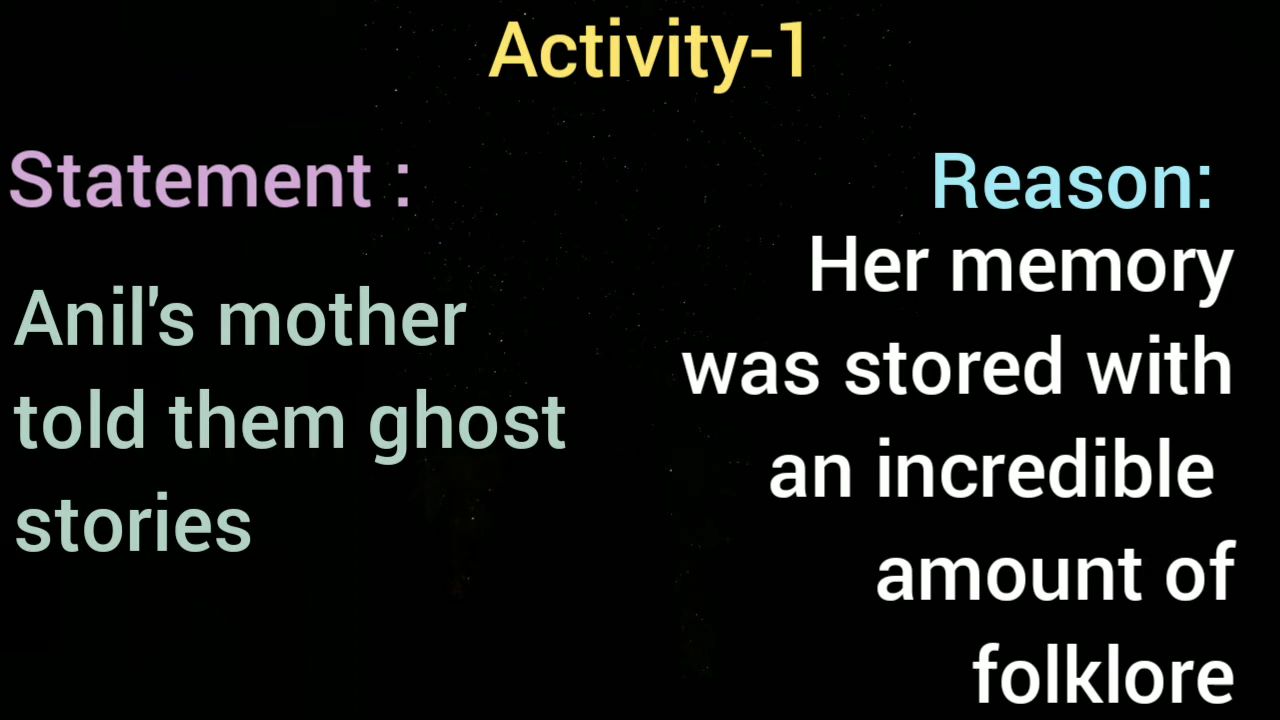 Activity-1
Statement :
Anil's mother
told them ghost
stories
Reason:
Her memory
was stored with
an incredible
amount of
folklore